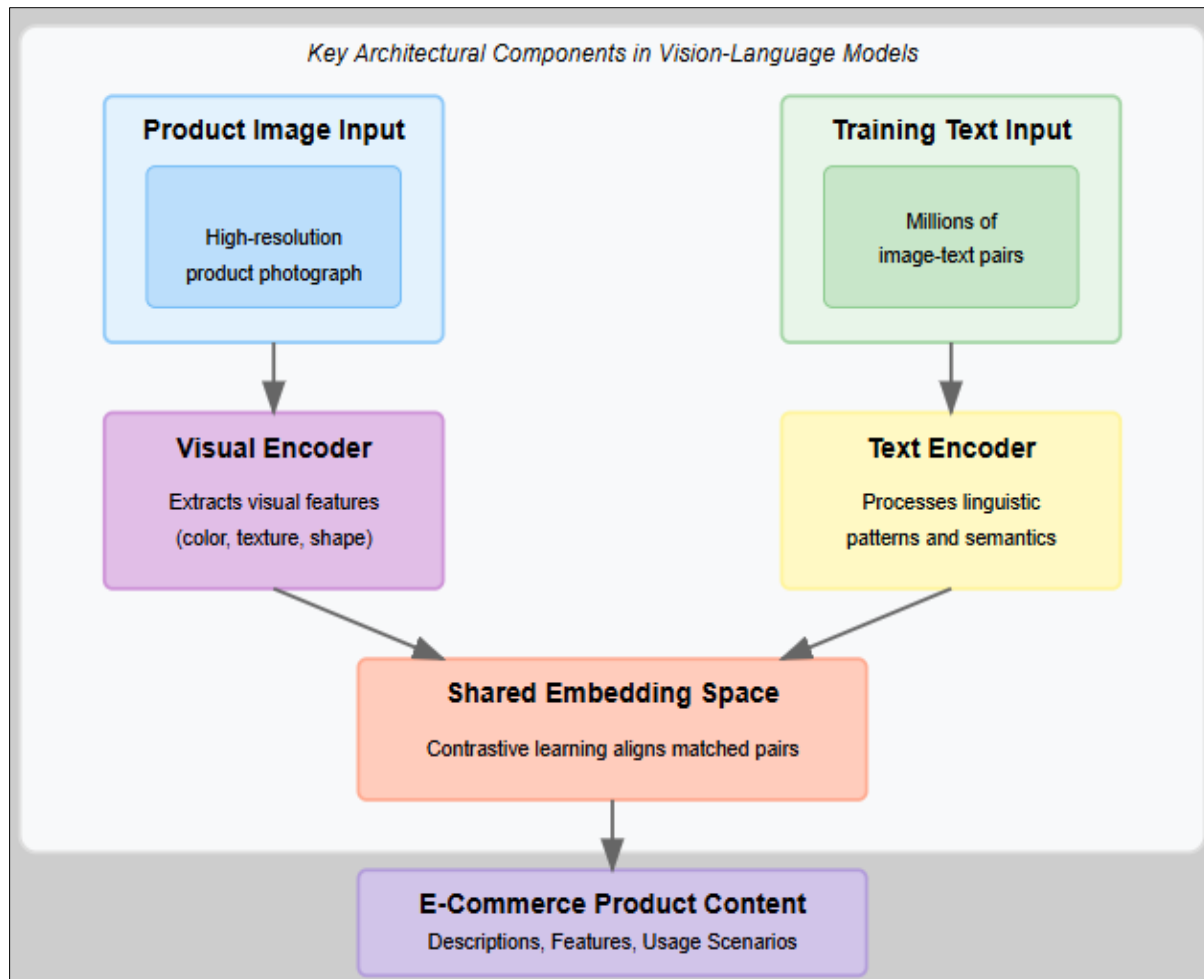 Key Architectural Components in Vision-Language Models
Product Image Input
High-resolution
product photograph
Training Text Input
Millions of
image-text pairs
Visual Encoder
Extracts visual features
(color, texture, shape)
Text Encoder
Processes linguistic
patterns and semantics
Shared Embedding Space
Contrastive learning aligns matched pairs
E-Commerce Product Content
Descriptions, Features, Usage Scenarios